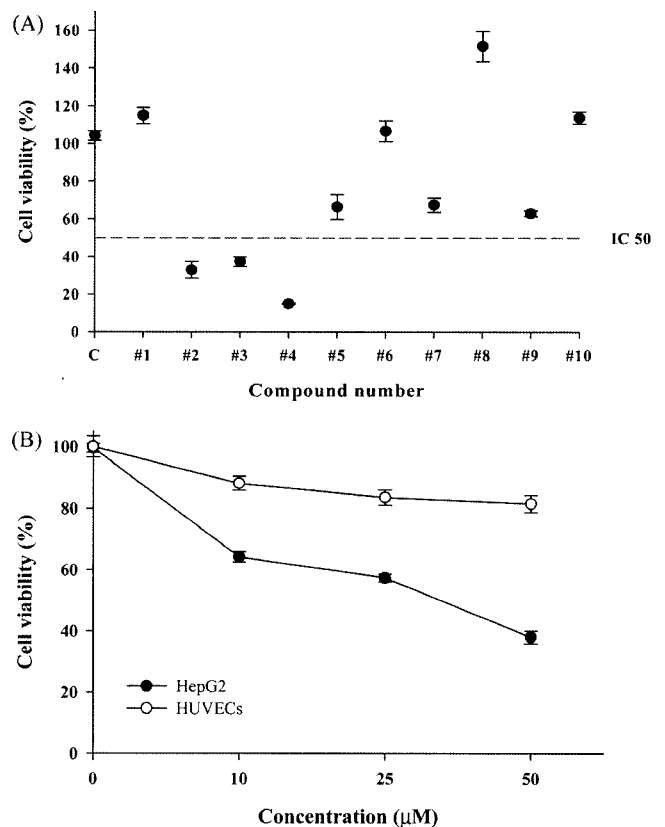 (A)
Cell viability (%)
160
140
120
100
80
60
40
20
0
IC 50
C #1 #2 #3 #4 #5 #6 #7 #8 #9 #10
Compound number
(B)
Cell viability (%)
100
80
60
40
20
0
HepG2
HUVECs
0 10 25 50
Concentration (μM)